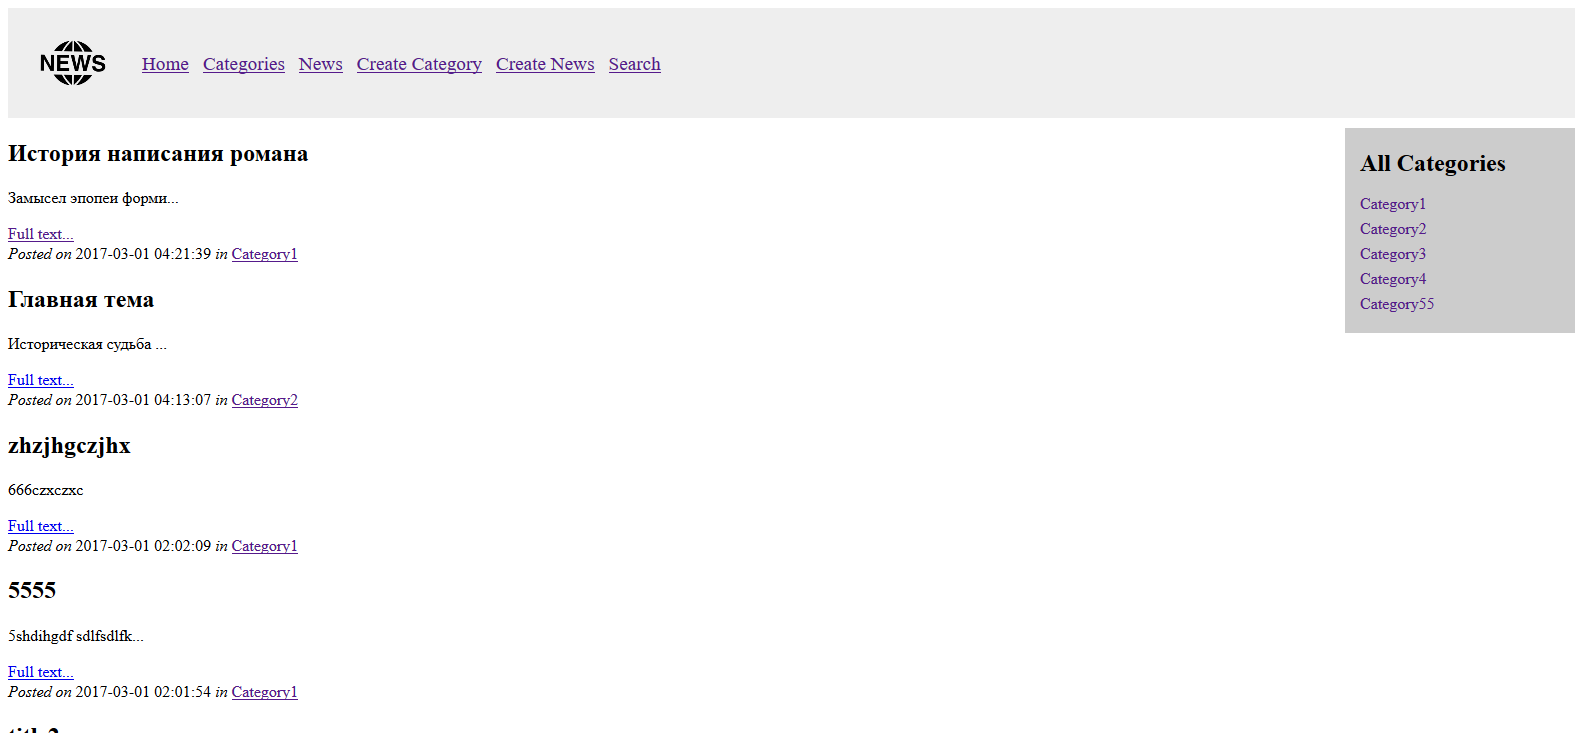 NEWS
Home Categories News Create Category Create News Search
История написания романа
Замысел эпопеи форми...
Full text...
Posted on 2017-03-01 04:21:39 in Category1
Главная тема
Историческая судьба ...
Full text...
Posted on 2017-03-01 04:13:07 in Category2
zhzjhgczjhx
666czxczxc
Full text...
Posted on 2017-03-01 02:02:09 in Category1
5555
5shdihgdf sdlfsdlfk...
Full text...
Posted on 2017-03-01 02:01:54 in Category1
All Categories
Category1
Category2
Category3
Category4
Category55